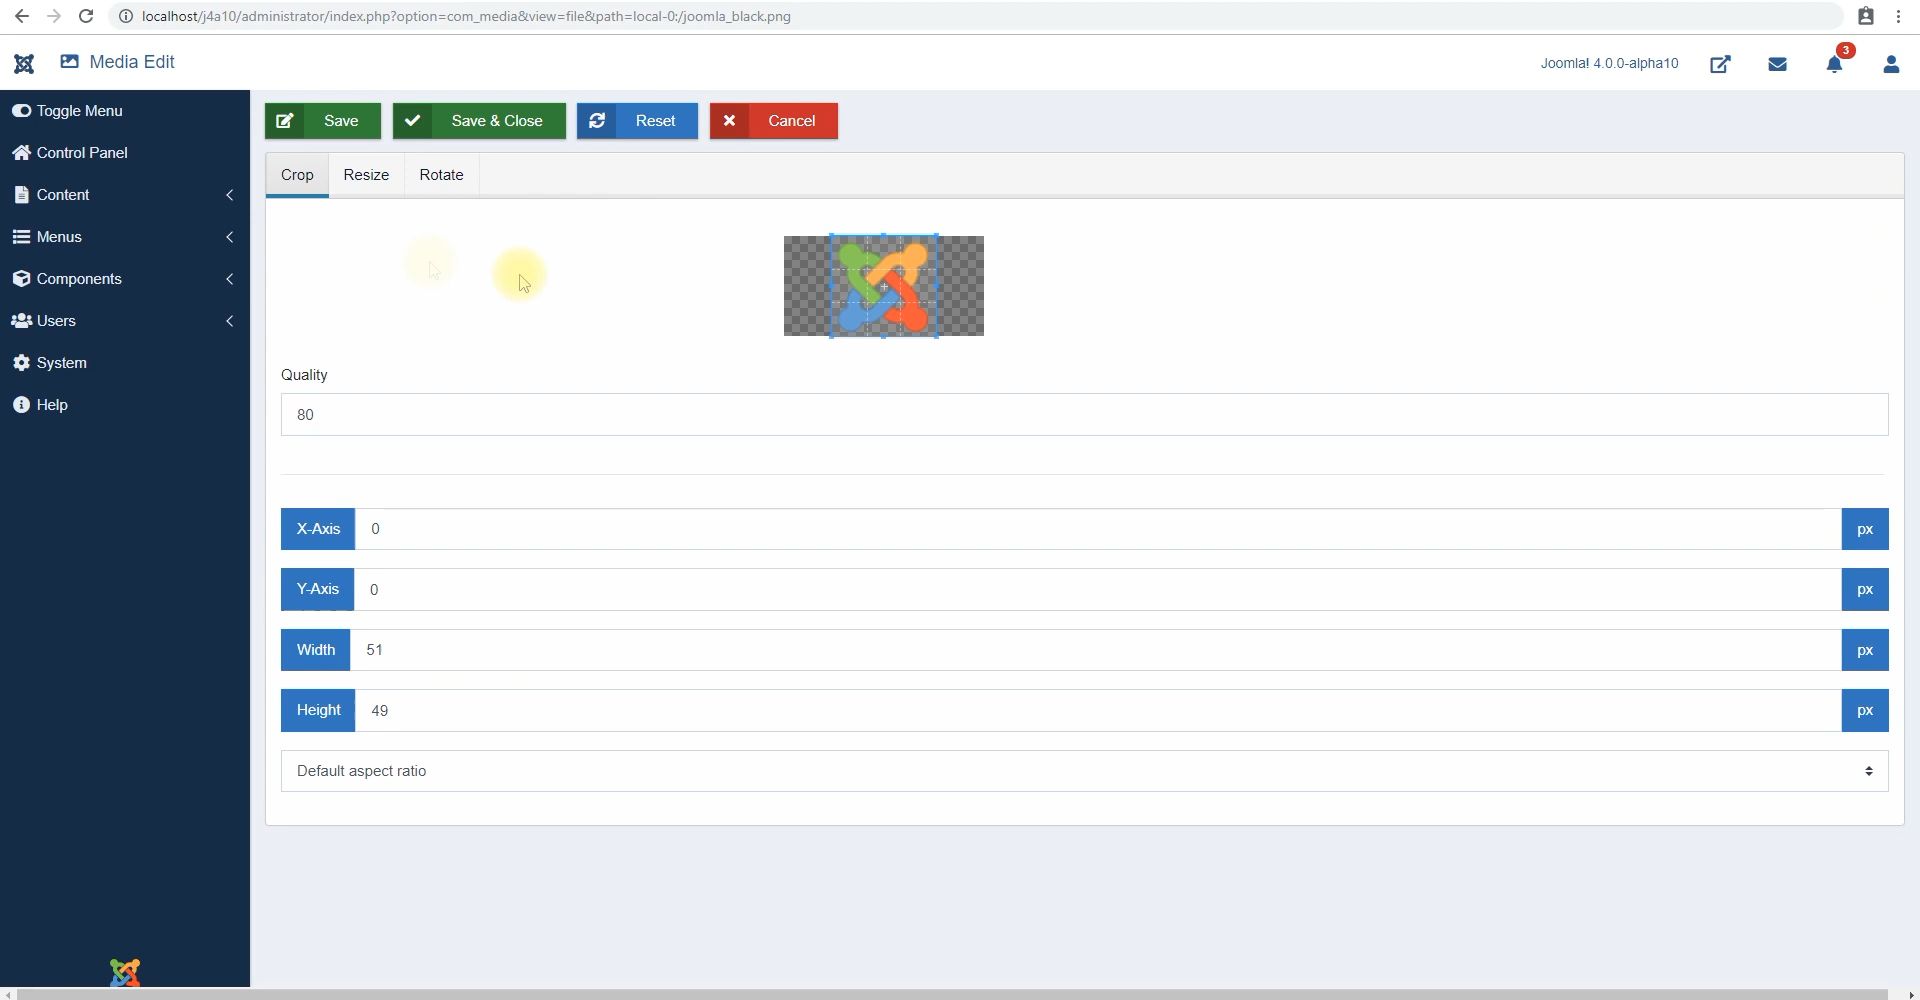 localhost/j4a10/administrator/index.php?option=com_media&view=file&path=local-0:/joomla_black.png
Media Edit
Joomla! 4.0.0-alpha10
3
Toggle Menu
Control Panel
Content
Menus
Components
Users
System
Help
Save
Save & Close
Reset
Cancel
Crop
Resize
Rotate
Quality
80
X-Axis 0 px
Y-Axis 0 px
Width 51 px
Height 49 px
Default aspect ratio